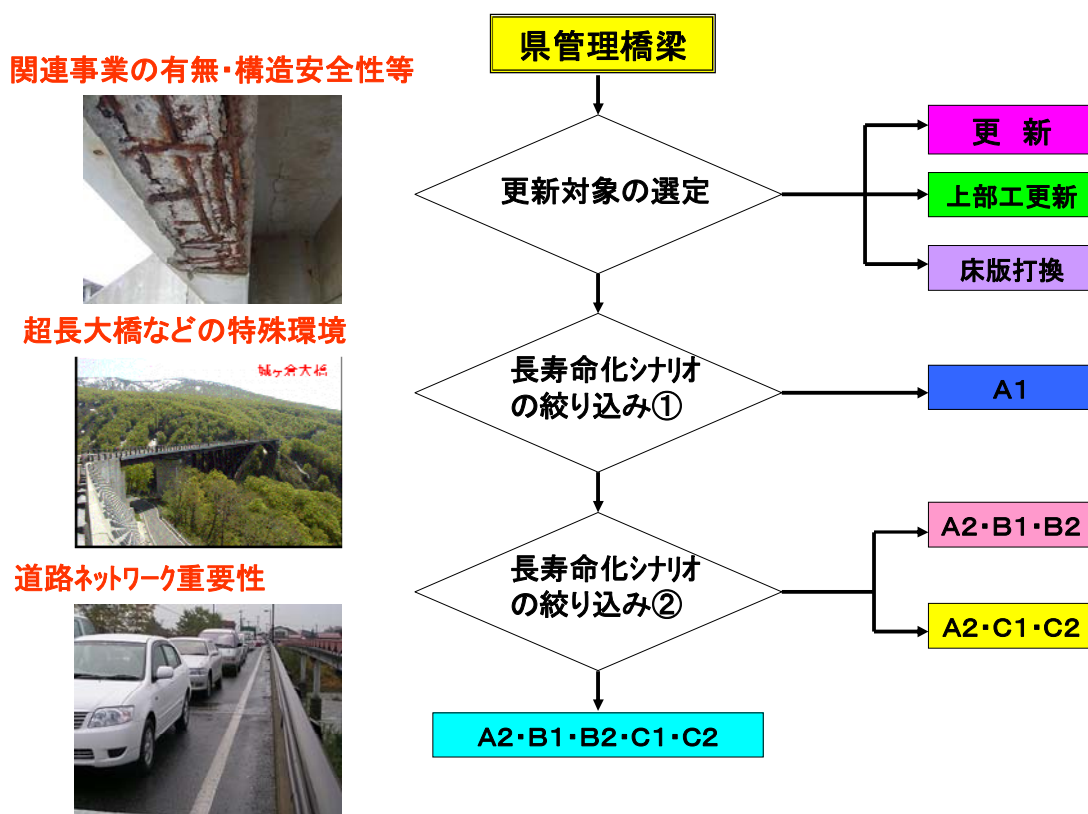 県管理橋梁
関連事業の有無・構造安全性等
更新対象の選定
更 新
上部工更新
床版打換
超長大橋などの特殊環境
城ヶ倉大橋
長寿命化シナリオ
の絞り込み①
A1
道路ネットワーク重要性
長寿命化シナリオ
の絞り込み②
A2・B1・B2
A2・C1・C2
A2・B1・B2・C1・C2